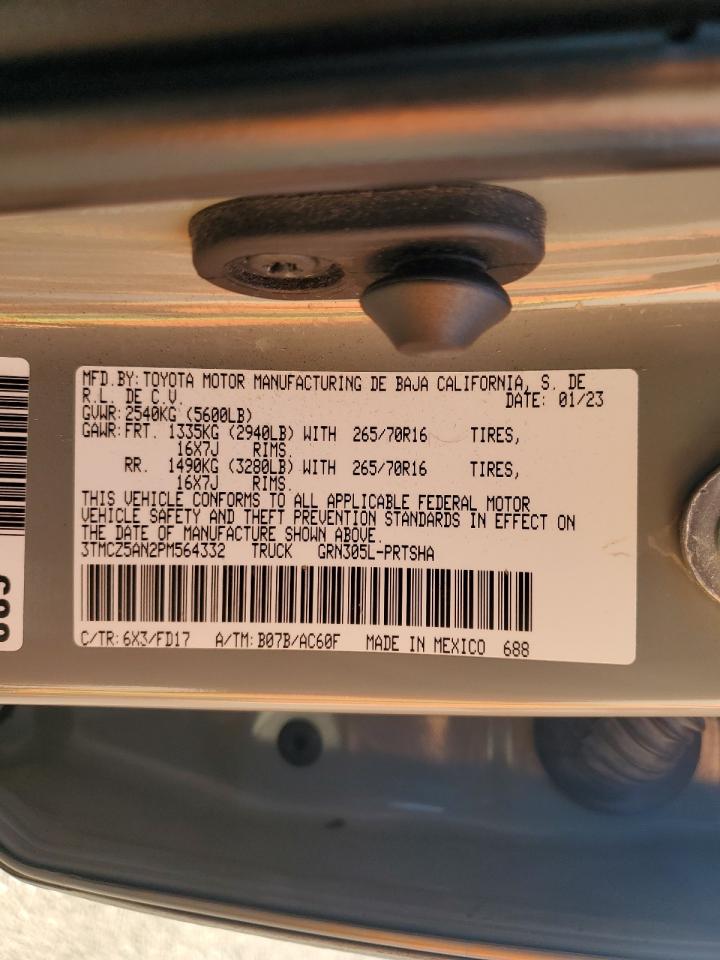 MFD.BY:TOYOTA MOTOR MANUFACTURING DE BAJA CALIFORNIA, S. DE
R.L. DE C.V. DATE: 01/23
GVWR:2540KG (5600LB)
GAWR:FRT. 1335KG (2940LB) WITH 265/70R16 TIRES,
16X7J RIMS.
RR. 1490KG (3280LB) WITH 265/70R16 TIRES,
16X7J RIMS.
THIS VEHICLE CONFORMS TO ALL APPLICABLE FEDERAL MOTOR
VEHICLE SAFETY AND THEFT PREVENTION STANDARDS IN EFFECT ON
THE DATE OF MANUFACTURE SHOWN ABOVE.
3TMCZ5AN2PM564332 TRUCK GRN305L-PRTSHA
C/TR:6X3/FD17 A/TM:B07B/AC60F MADE IN MEXICO 688